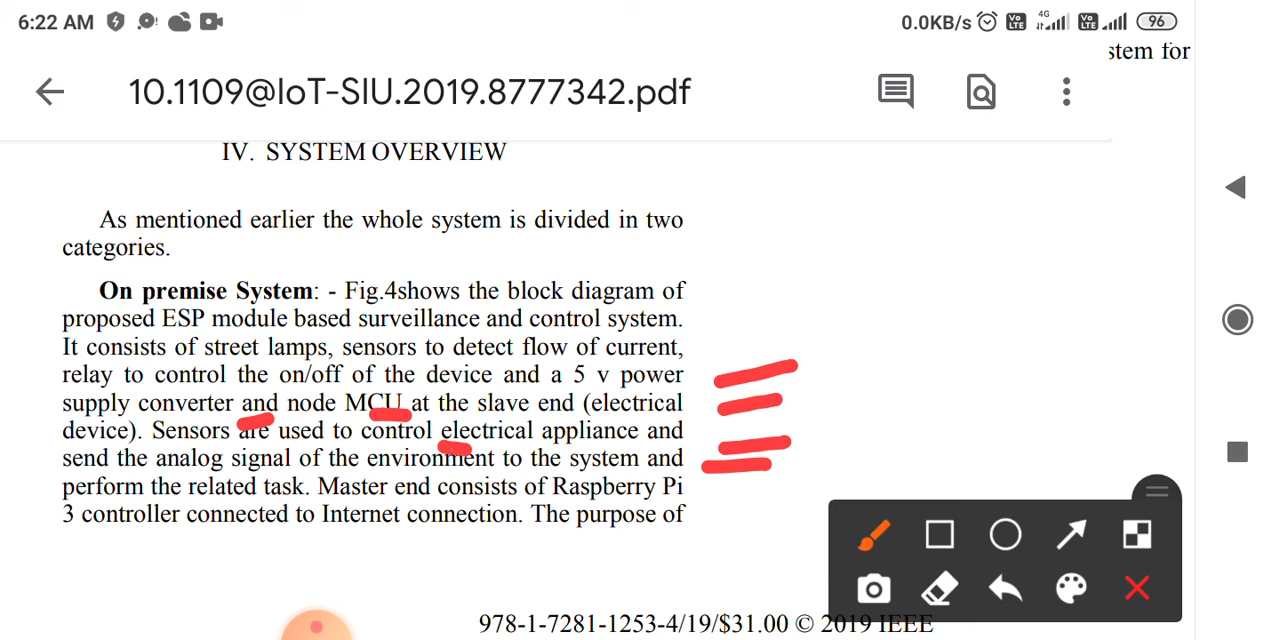 6:22 AM 0.0KB/s Vo LTE 4G Vo LTE 96
stem for
10.1109@IoT-SIU.2019.8777342.pdf
IV. SYSTEM OVERVIEW
As mentioned earlier the whole system is divided in two
categories.
On premise System: - Fig.4shows the block diagram of
proposed ESP module based surveillance and control system.
It consists of street lamps, sensors to detect flow of current,
relay to control the on/off of the device and a 5 v power
supply converter and node MCU at the slave end (electrical
device). Sensors are used to control electrical appliance and
send the analog signal of the environment to the system and
perform the related task. Master end consists of Raspberry Pi
3 controller connected to Internet connection. The purpose of
978-1-7281-1253-4/19/$31.00 © 2019 IEEE